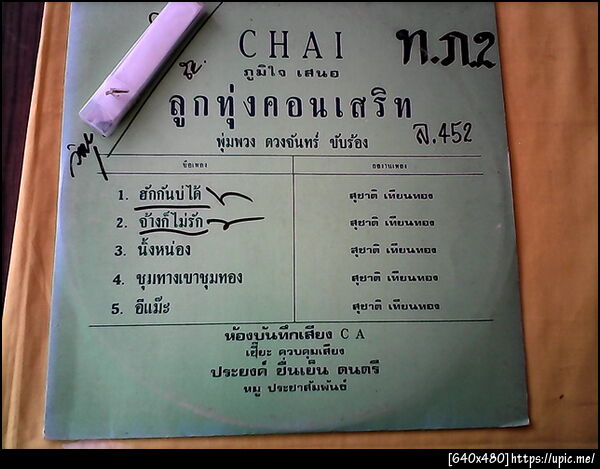 CHAI
ท.ภ.2
ภูมิใจ เสนอ
ลูกทุ่งคอนเสริท
พุ่มพวง ดวงจันทร์ ขับร้อง
ล.452
ชื่อเพลง ผลงานเพลง
1. ฮักกันบ่ได้ สุชาติ เทียนทอง
2. จ้างก็ไม่รัก สุชาติ เทียนทอง
3. นิ้งหน่อง สุชาติ เทียนทอง
4. ชุมทางเขาชุมทอง สุชาติ เทียนทอง
5. อีแม๊ะ สุชาติ เทียนทอง
ห้องบันทึกเสียง C A
เซี๊ยะ ควบคุมเสียง
ประยงค์ ชื่นเย็น ดนตรี
หมู ประชาสัมพันธ์
[640x480]https://upic.me/